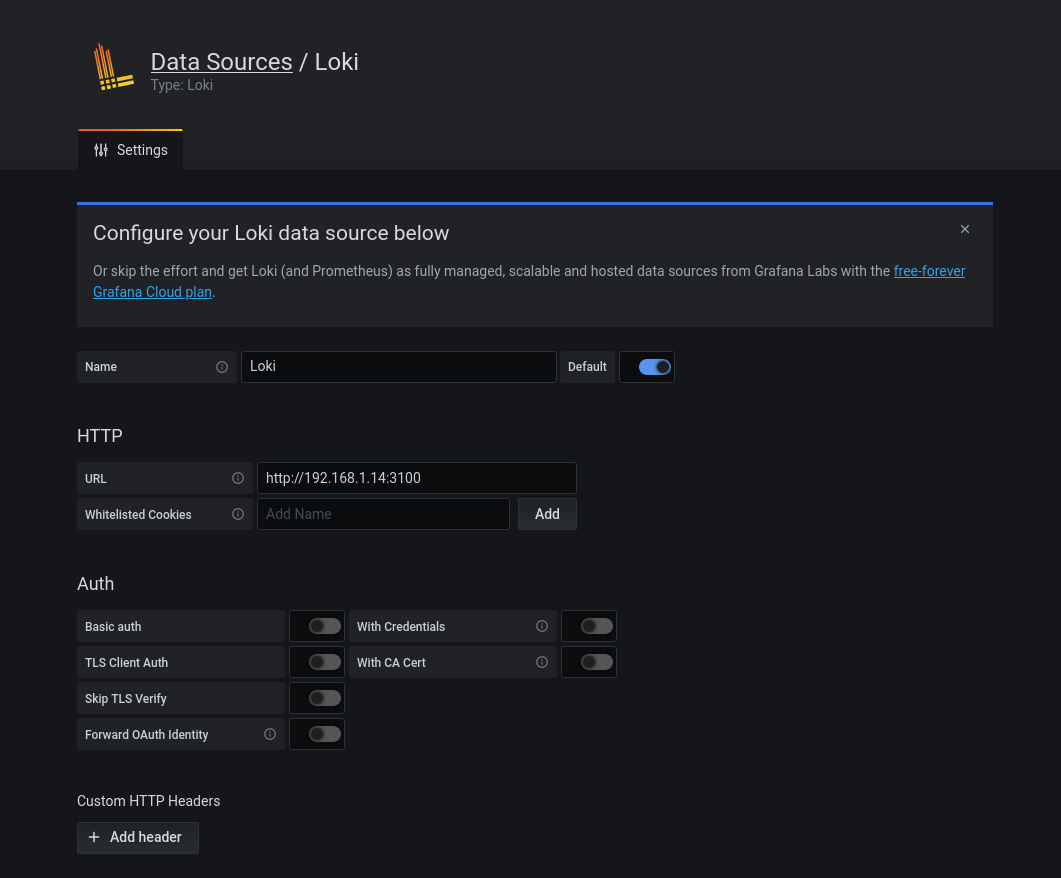 Data Sources / Loki
Type: Loki
Settings
Configure your Loki data source below
Or skip the effort and get Loki (and Prometheus) as fully managed, scalable and hosted data sources from Grafana Labs with the free-forever
Grafana Cloud plan.
Name Loki Default
HTTP
URL http://192.168.1.14:3100
Whitelisted Cookies Add Name Add
Auth
Basic auth With Credentials
TLS Client Auth With CA Cert
Skip TLS Verify
Forward OAuth Identity
Custom HTTP Headers
+ Add header